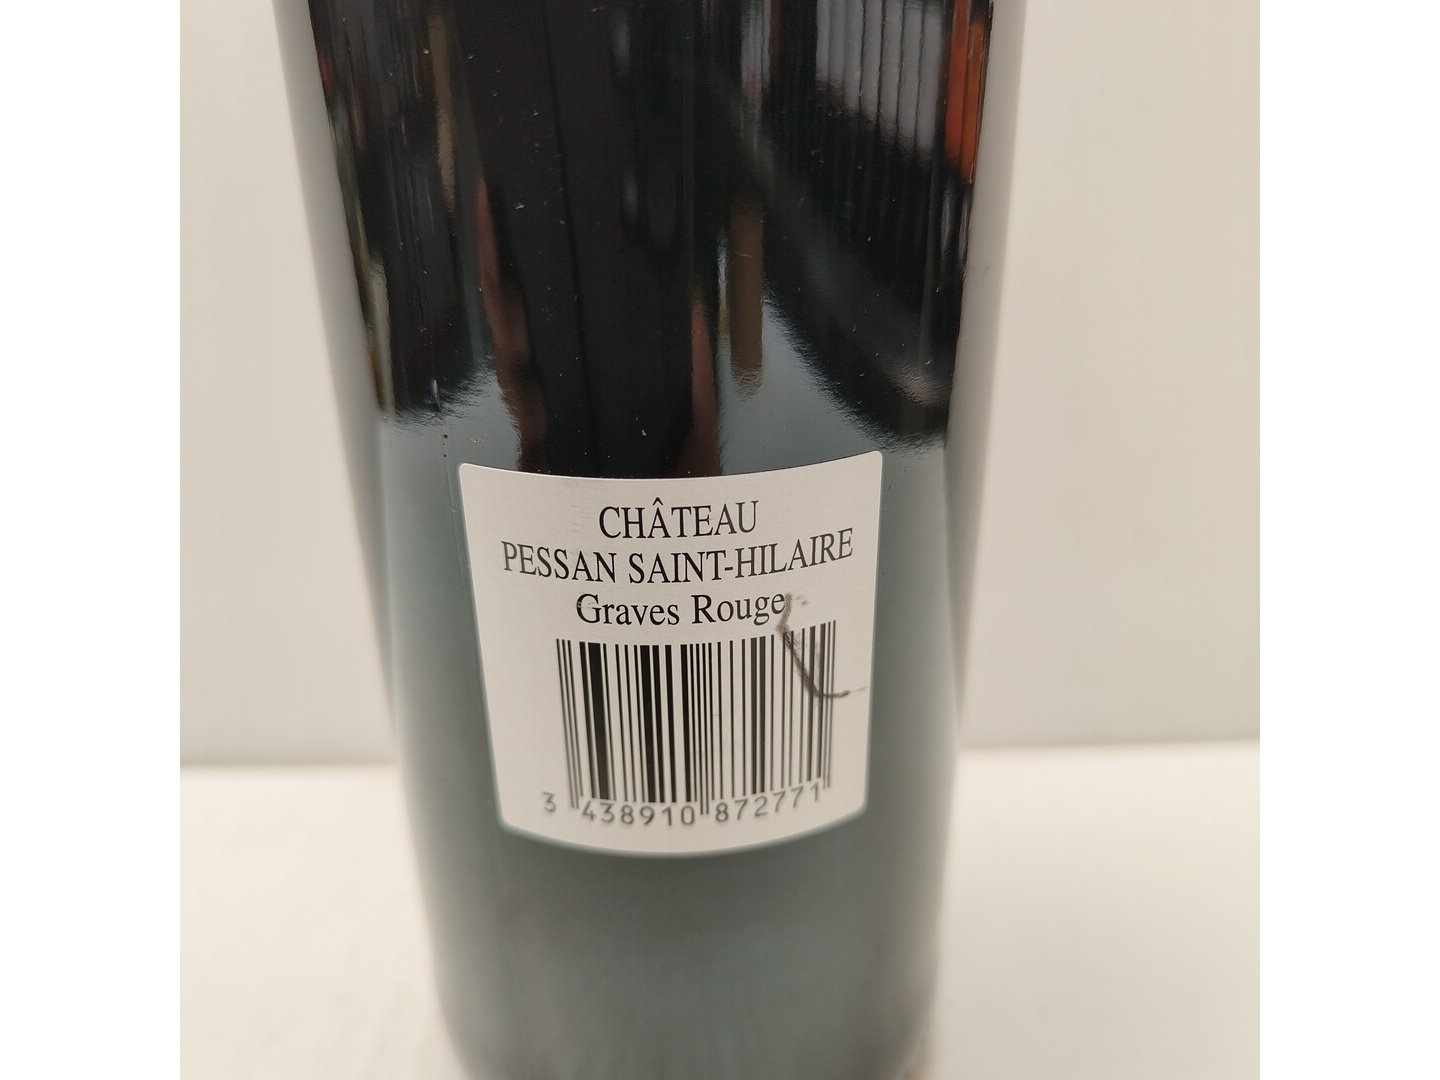 CHÂTEAU
PESSAN SAINT-HILAIRE
Graves Rouge
3 438910 872771